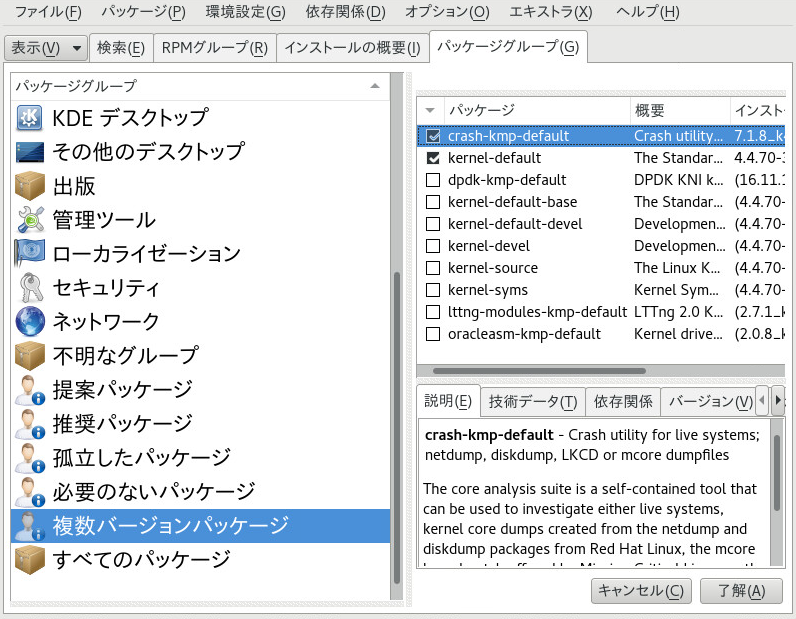 ファイル(F) パッケージ(P) 環境設定(G) 依存関係(D) オプション(O) エキストラ(X) ヘルプ(H)
表示(V) 検索(E) RPMグループ(R) インストールの概要(I) パッケージグループ(G)
パッケージグループ
KDE デスクトップ
その他のデスクトップ
出版
管理ツール
ローカライゼーション
セキュリティ
ネットワーク
不明なグループ
提案パッケージ
推奨パッケージ
孤立したパッケージ
必要のないパッケージ
複数バージョンパッケージ
すべてのパッケージ
パッケージ 概要 インスト
crash-kmp-default Crash utility... 7.1.8_k
kernel-default The Standar... 4.4.70-
dpdk-kmp-default DPDK KNI k... (16.11.1
kernel-default-base The Standar... (4.4.70-
kernel-default-devel Developmen... (4.4.70-
kernel-devel Developmen... (4.4.70-
kernel-source The Linux K... (4.4.70-
kernel-syms Kernel Sym... (4.4.70-
lttng-modules-kmp-default LTTng 2.0 K... (2.7.1_k
oracleasm-kmp-default Kernel drive... (2.0.8_k
説明(E) 技術データ(T) 依存関係 バージョン(V)
crash-kmp-default - Crash utility for live systems;
netdump, diskdump, LKCD or mcore dumpfiles
The core analysis suite is a self-contained tool that
can be used to investigate either live systems,
kernel core dumps created from the netdump and
diskdump packages from Red Hat Linux, the mcore
キャンセル(C) 了解(A)